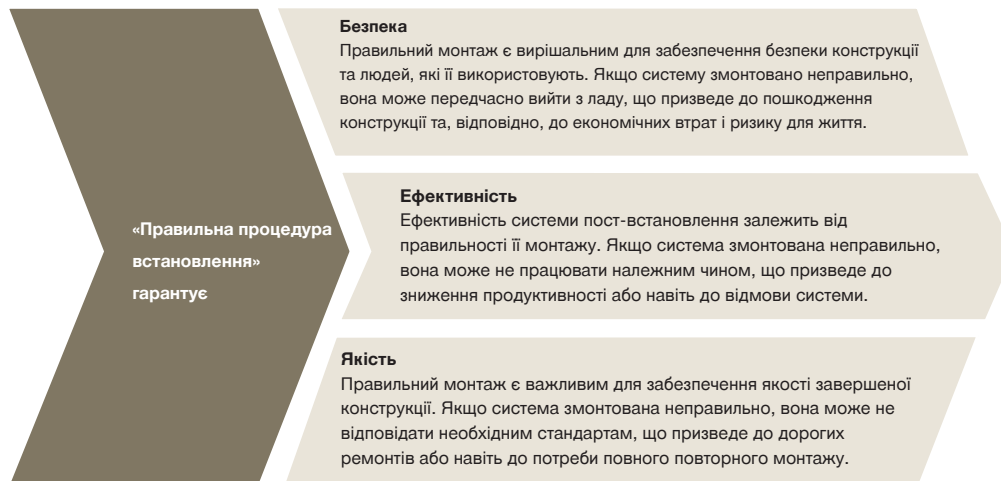 «Правильна процедура
встановлення»
гарантує
Безпека
Правильний монтаж є вирішальним для забезпечення безпеки конструкції
та людей, які її використовують. Якщо систему змонтовано неправильно,
вона може передчасно вийти з ладу, що призведе до пошкодження
конструкції та, відповідно, до економічних втрат і ризику для життя.
Ефективність
Ефективність системи пост-встановлення залежить від
правильності її монтажу. Якщо система змонтована неправильно,
вона може не працювати належним чином, що призведе до
зниження продуктивності або навіть до відмови системи.
Якість
Правильний монтаж є важливим для забезпечення якості завершеної
конструкції. Якщо система змонтована неправильно, вона може не
відповідати необхідним стандартам, що призведе до дорогих
ремонтів або навіть до потреби повного повторного монтажу.